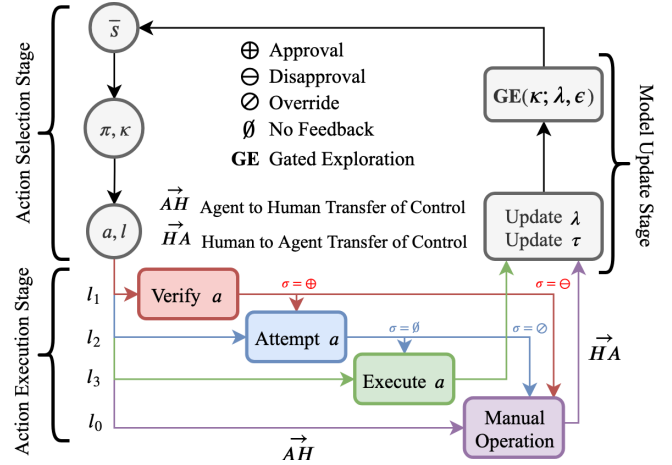 Action Selection Stage
s̅
π, κ
a, l
⊕ Approval
⊖ Disapproval
⊘ Override
∅ No Feedback
GE Gated Exploration
AH→ Agent to Human Transfer of Control
HA→ Human to Agent Transfer of Control
GE(κ; λ, ϵ)
Update λ
Update τ
Model Update Stage
Action Execution Stage
l₁
Verify a
σ = ⊕
σ = ⊖
l₂
Attempt a
σ = ∅
σ = ⊘
l₃
Execute a
HA→
l₀
Manual
Operation
AH→